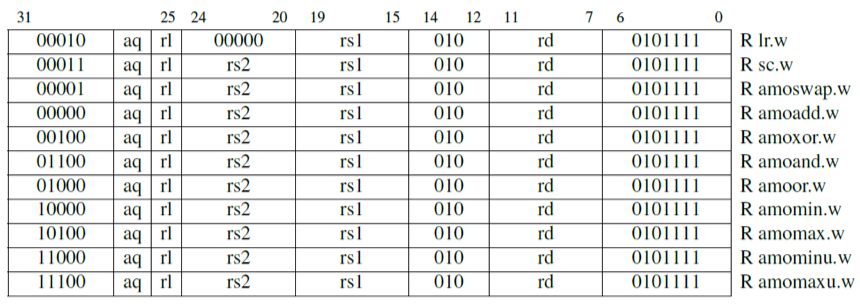 31 25 24 20 19 15 14 12 11 7 6 0
00010 aq rl 00000 rs1 010 rd 0101111 R lr.w
00011 aq rl rs2 rs1 010 rd 0101111 R sc.w
00001 aq rl rs2 rs1 010 rd 0101111 R amoswap.w
00000 aq rl rs2 rs1 010 rd 0101111 R amoadd.w
00100 aq rl rs2 rs1 010 rd 0101111 R amoxor.w
01100 aq rl rs2 rs1 010 rd 0101111 R amoand.w
01000 aq rl rs2 rs1 010 rd 0101111 R amoor.w
10000 aq rl rs2 rs1 010 rd 0101111 R amomin.w
10100 aq rl rs2 rs1 010 rd 0101111 R amomax.w
11000 aq rl rs2 rs1 010 rd 0101111 R amominu.w
11100 aq rl rs2 rs1 010 rd 0101111 R amomaxu.w